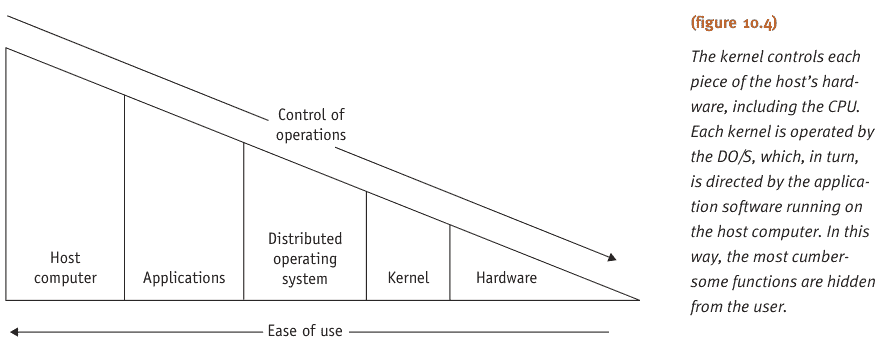 Control of
operations
Host
computer
Applications
Distributed
operating
system
Kernel
Hardware
Ease of use
(figure 10.4)
The kernel controls each
piece of the host's hard-
ware, including the CPU.
Each kernel is operated by
the DO/S, which, in turn,
is directed by the applica-
tion software running on
the host computer. In this
way, the most cumber-
some functions are hidden
from the user.